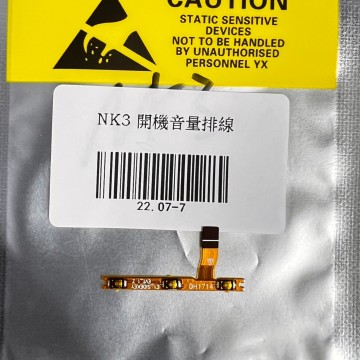 CAUTION
STATIC SENSITIVE
DEVICES
NOT TO BE HANDLED
BY UNAUTHORISED
PERSONNEL YX
NK3 開機音量排線
22.07-7